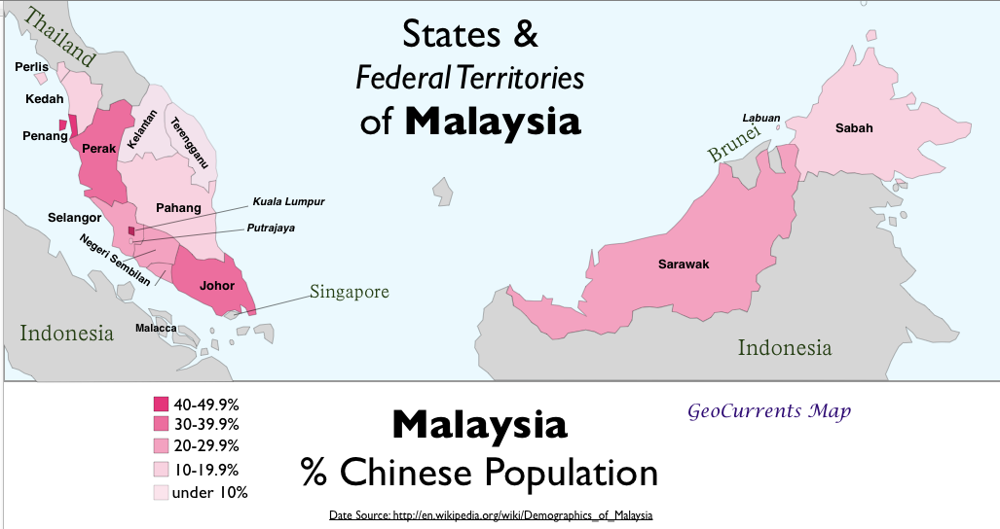 States &
Federal Territories
of Malaysia
Thailand
Perlis
Kedah
Penang
Perak
Kelantan
Terengganu
Pahang
Kuala Lumpur
Selangor
Putrajaya
Negeri Sembilan
Johor
Singapore
Malacca
Indonesia
Labuan
Brunei
Sabah
Sarawak
Indonesia
40-49.9%
30-39.9%
20-29.9%
10-19.9%
under 10%
Malaysia
% Chinese Population
GeoCurrents Map
Date Source: http://en.wikipedia.org/wiki/Demographics_of_Malaysia